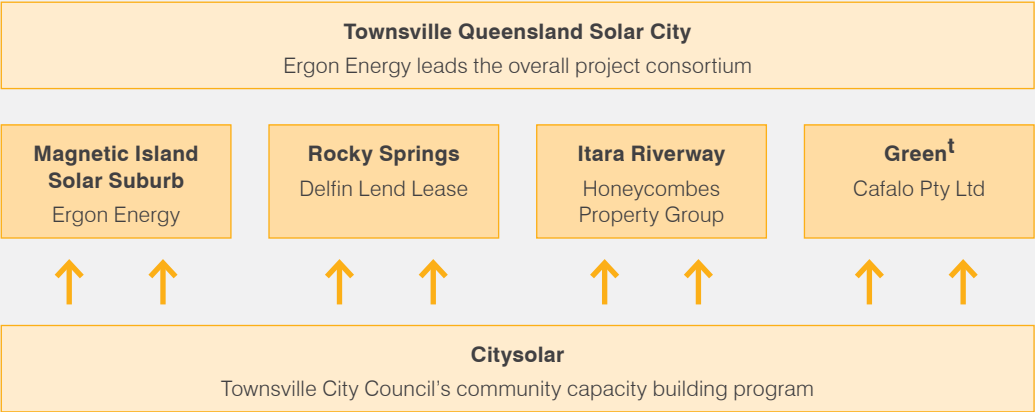 Townsville Queensland Solar City
Ergon Energy leads the overall project consortium
Magnetic Island
Solar Suburb
Ergon Energy
Rocky Springs
Delfin Lend Lease
Itara Riverway
Honeycombes
Property Group
Greenᵗ
Cafalo Pty Ltd
Citysolar
Townsville City Council’s community capacity building program